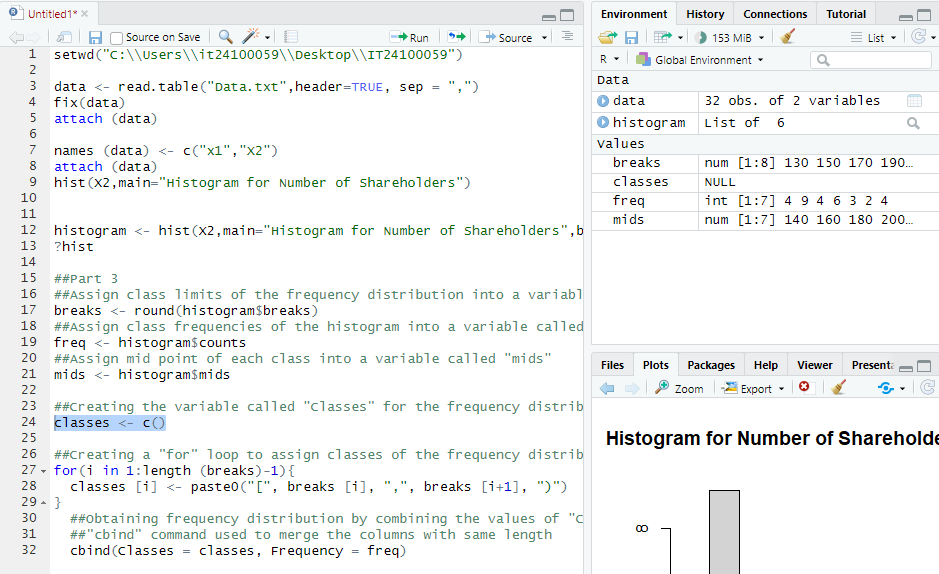 Untitled1*
Source on Save
Run
Source
1 setwd("C:\\Users\\it24100059\\Desktop\\IT24100059")
2
3 data <- read.table("Data.txt",header=TRUE, sep = ",")
4 fix(data)
5 attach (data)
6
7 names (data) <- c("x1","X2")
8 attach (data)
9 hist(X2,main="Histogram for Number of Shareholders")
10
11
12 histogram <- hist(X2,main="Histogram for Number of Shareholders",b
13 ?hist
14
15 ##Part 3
16 ##Assign class limits of the frequency distribution into a variabl
17 breaks <- round(histogram$breaks)
18 ##Assign class frequencies of the histogram into a variable called
19 freq <- histogram$counts
20 ##Assign mid point of each class into a variable called "mids"
21 mids <- histogram$mids
22
23 ##Creating the variable called "Classes" for the frequency distrib
24 classes <- c()
25
26 ##Creating a "for" loop to assign classes of the frequency distrib
27 for(i in 1:length (breaks)-1){
28 classes [i] <- paste0("[", breaks [i], ",", breaks [i+1], ")")
29 }
30 ##Obtaining frequency distribution by combining the values of "C
31 ##"cbind" command used to merge the columns with same length
32 cbind(Classes = classes, Frequency = freq)
Environment History Connections Tutorial
153 MiB List
R Global Environment
Data
data 32 obs. of 2 variables
histogram List of 6
Values
breaks num [1:8] 130 150 170 190…
classes NULL
freq int [1:7] 4 9 4 6 3 2 4
mids num [1:7] 140 160 180 200…
Files Plots Packages Help Viewer Presenta
Zoom Export
Histogram for Number of Shareholde
8